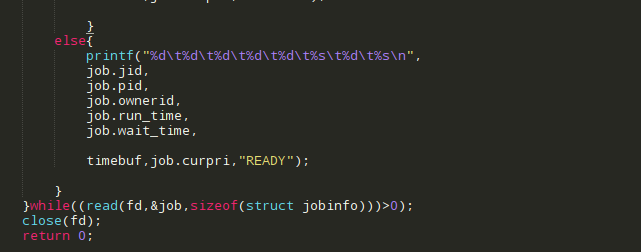 }
else{
printf("%d\t%d\t%d\t%d\t%d\t%s\t%d\t%s\n",
job.jid,
job.pid,
job.ownerid,
job.run_time,
job.wait_time,
timebuf,job.curpri,"READY");
}
}while((read(fd,&job,sizeof(struct jobinfo)))>0);
close(fd);
return 0;